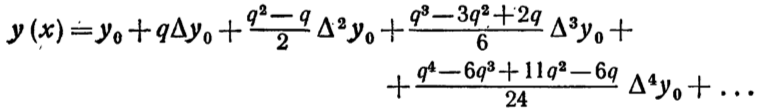 y (x) = y₀ + qΔy₀ + (q² − q)/2 Δ²y₀ + (q³ − 3q² + 2q)/6 Δ³y₀ +
+ (q⁴ − 6q³ + 11q² − 6q)/24 Δ⁴y₀ + ...